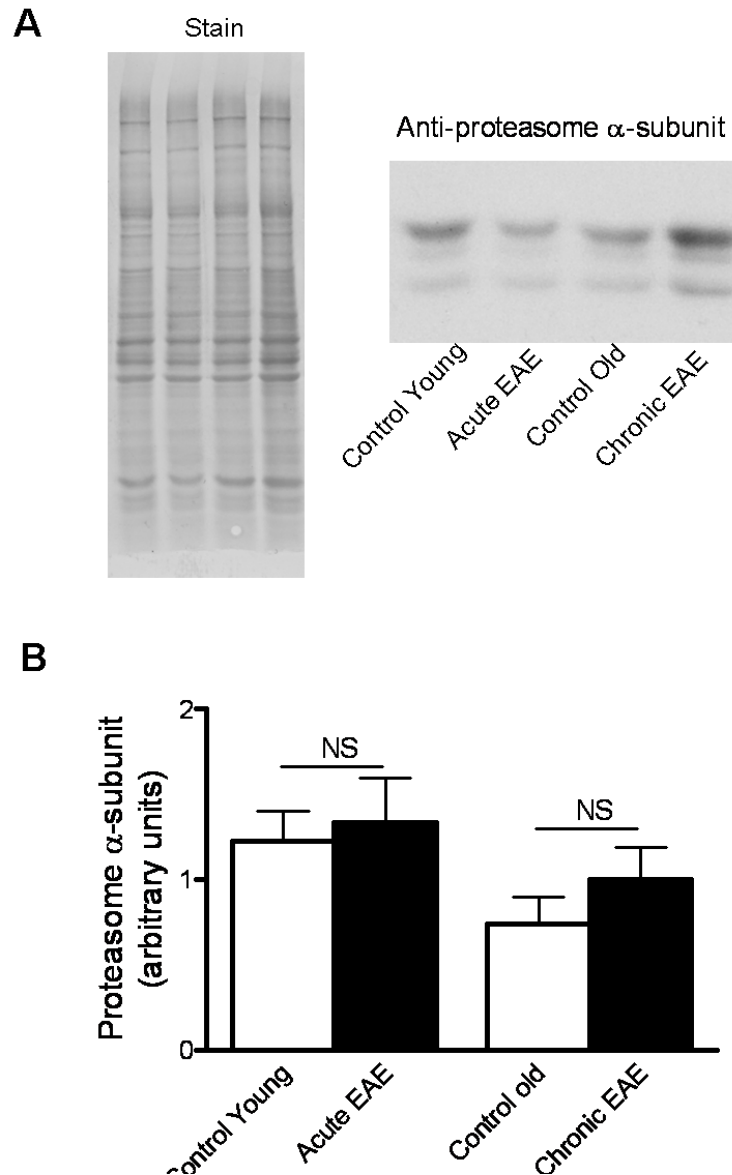 A
Stain
Anti-proteasome α-subunit
Control Young
Acute EAE
Control Old
Chronic EAE
B
Proteasome α-subunit
(arbitrary units)
2
1
0
NS
NS
Control Young
Acute EAE
Control old
Chronic EAE